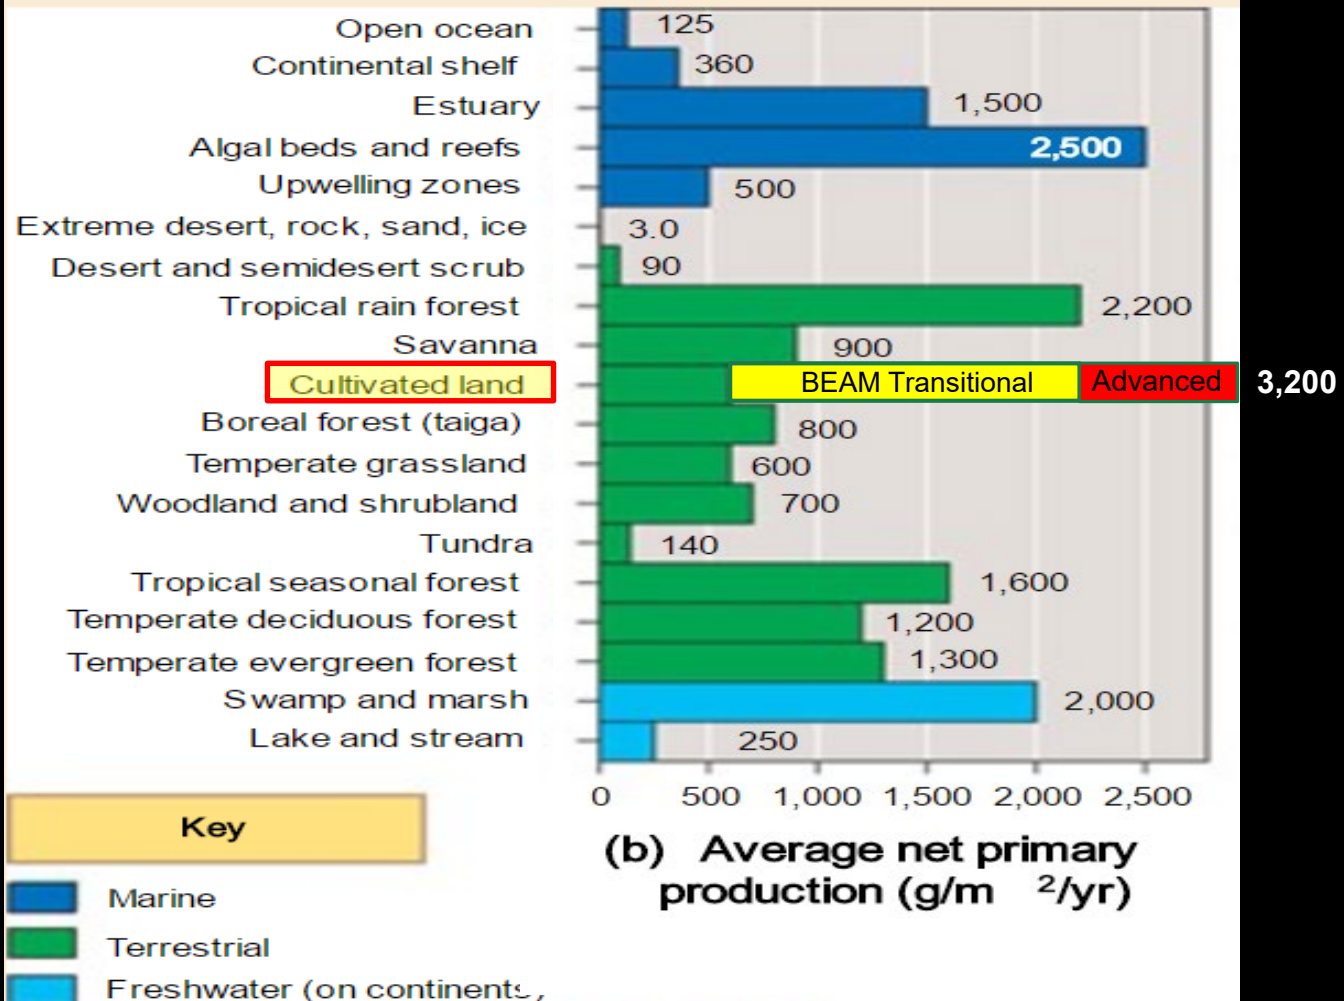 Open ocean 125
Continental shelf 360
Estuary 1,500
Algal beds and reefs 2,500
Upwelling zones 500
Extreme desert, rock, sand, ice 3.0
Desert and semidesert scrub 90
Tropical rain forest 2,200
Savanna 900
Cultivated land BEAM Transitional Advanced 3,200
Boreal forest (taiga) 800
Temperate grassland 600
Woodland and shrubland 700
Tundra 140
Tropical seasonal forest 1,600
Temperate deciduous forest 1,200
Temperate evergreen forest 1,300
Swamp and marsh 2,000
Lake and stream 250
0 500 1,000 1,500 2,000 2,500
(b) Average net primary
production (g/m ²/yr)
Key
Marine
Terrestrial
Freshwater (on continents)